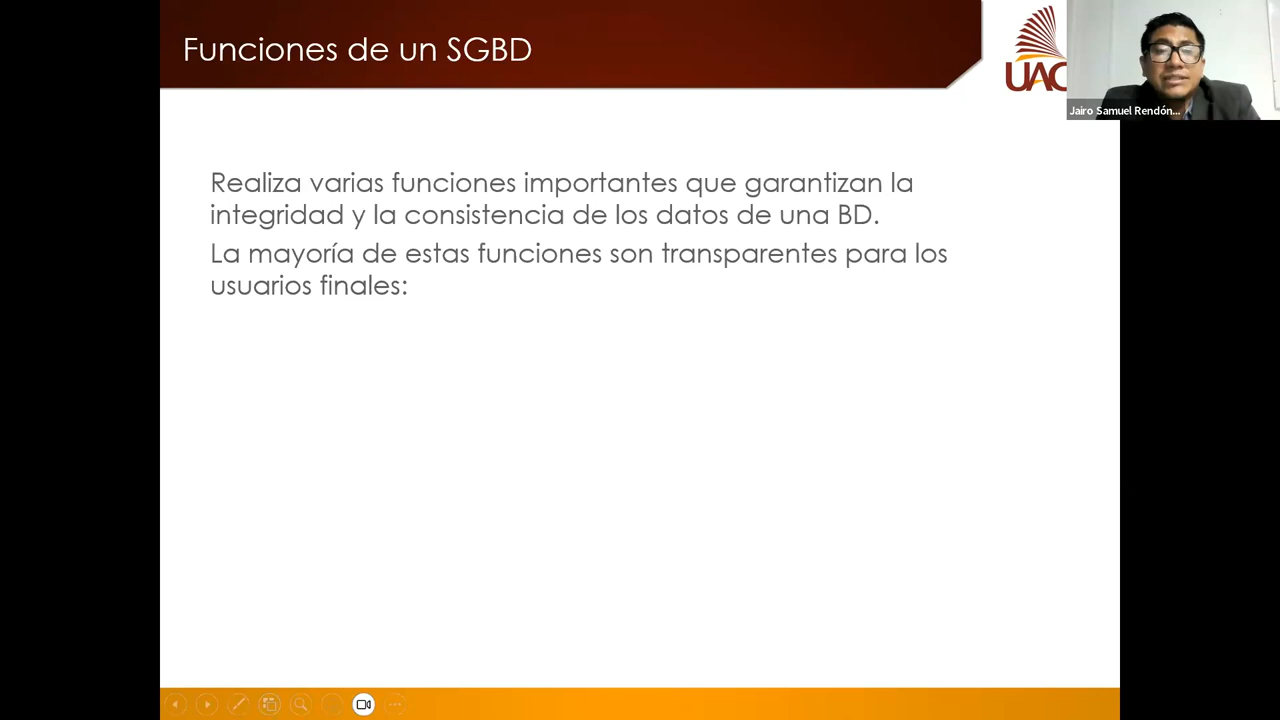 Funciones de un SGBD
UAC
Jairo Samuel Rendón...
Realiza varias funciones importantes que garantizan la
integridad y la consistencia de los datos de una BD.
La mayoría de estas funciones son transparentes para los
usuarios finales: